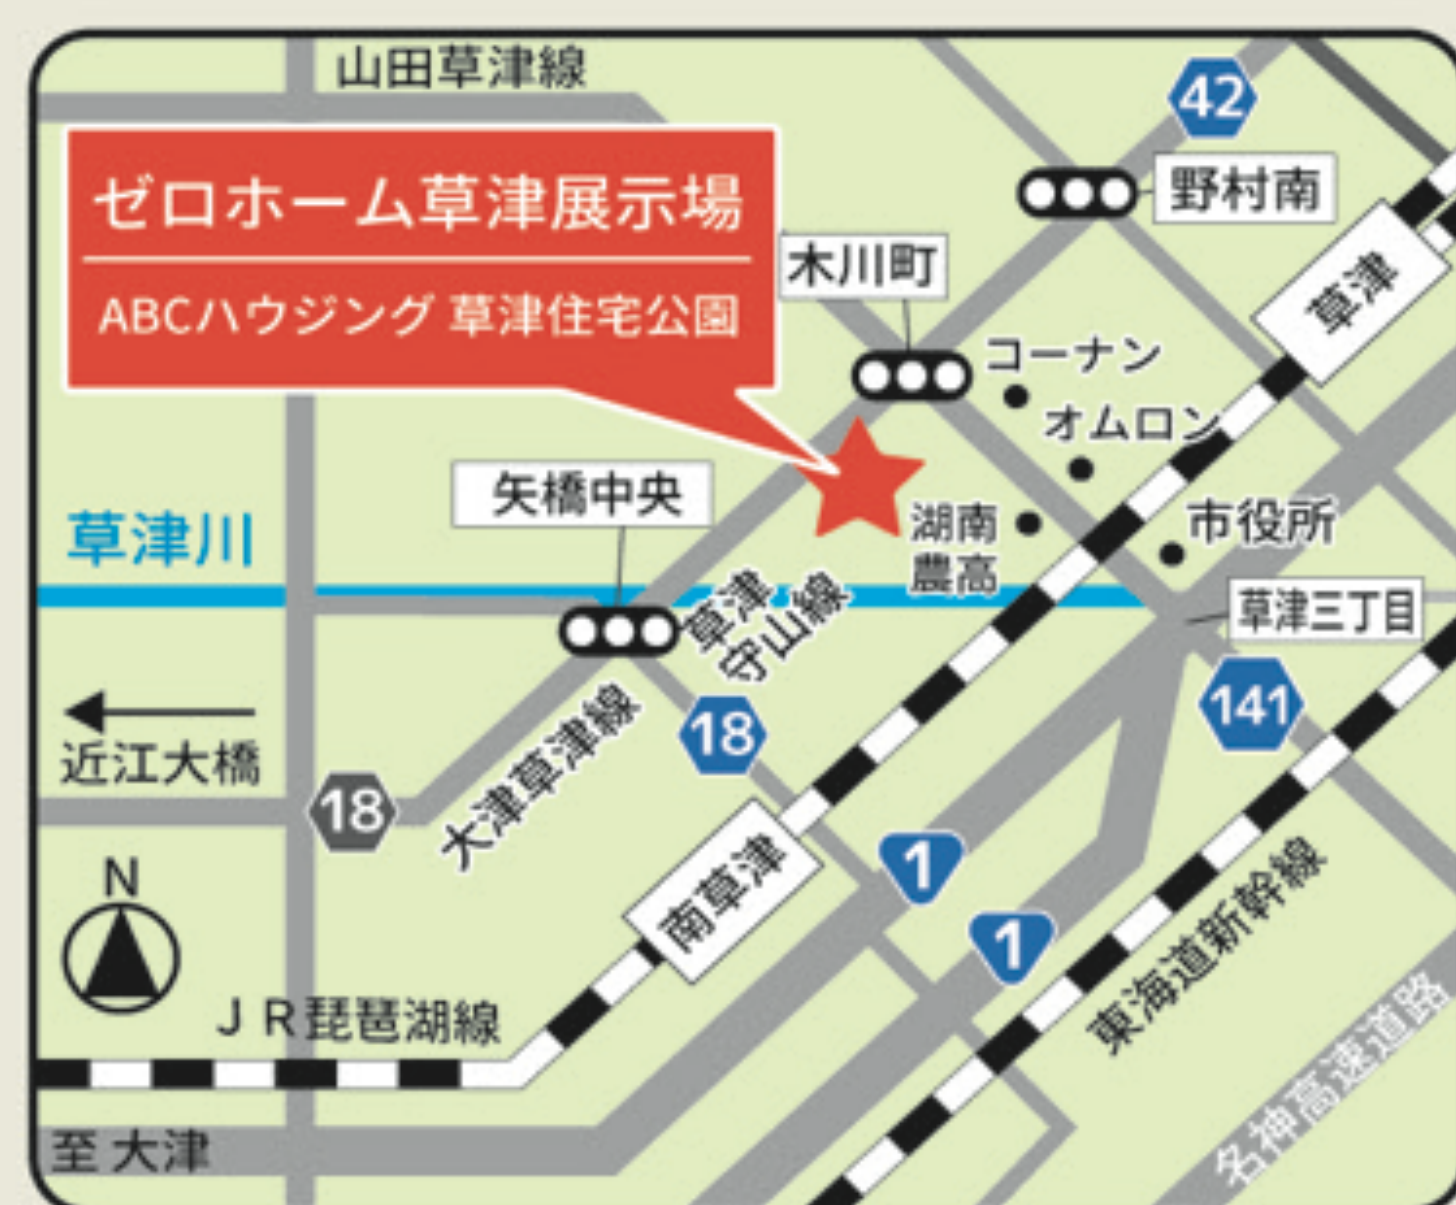 山田草津線
42
ゼロホーム草津展示場
ABCハウジング 草津住宅公園
野村南
木川町
草津
コーナン
オムロン
矢橋中央
草津川
湖南
農高
市役所
草津
守山線
草津三丁目
141
近江大橋
大津草津線
18
18
南草津
1
1
N
JR琵琶湖線
東海道新幹線
名神高速道路
至 大津